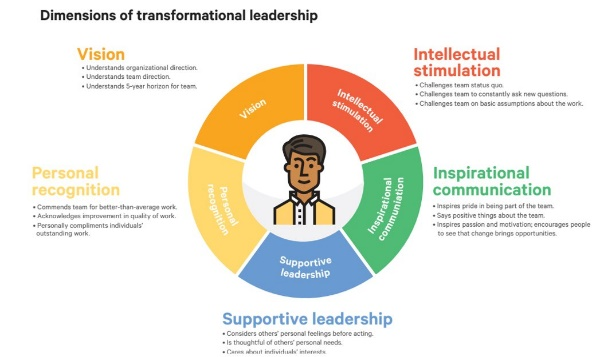 Dimensions of transformational leadership
Vision
• Understands organizational direction.
• Understands team direction.
• Understands 5-year horizon for team.
Intellectual
stimulation
• Challenges team status quo.
• Challenges team to constantly ask new questions.
• Challenges team on basic assumptions about the work.
Vision
Intellectual
stimulation
Personal
recognition
• Commends team for better-than-average work.
• Acknowledges improvement in quality of work.
• Personally compliments individuals'
outstanding work.
Personal
recognition
Inspirational
communication
Inspirational
communication
• Inspires pride in being part of the team.
• Says positive things about the team.
• Inspires passion and motivation; encourages people
to see that change brings opportunities.
Supportive
leadership
Supportive leadership
• Considers others' personal feelings before acting.
• Is thoughtful of others' personal needs.
• Cares about individuals' interests.